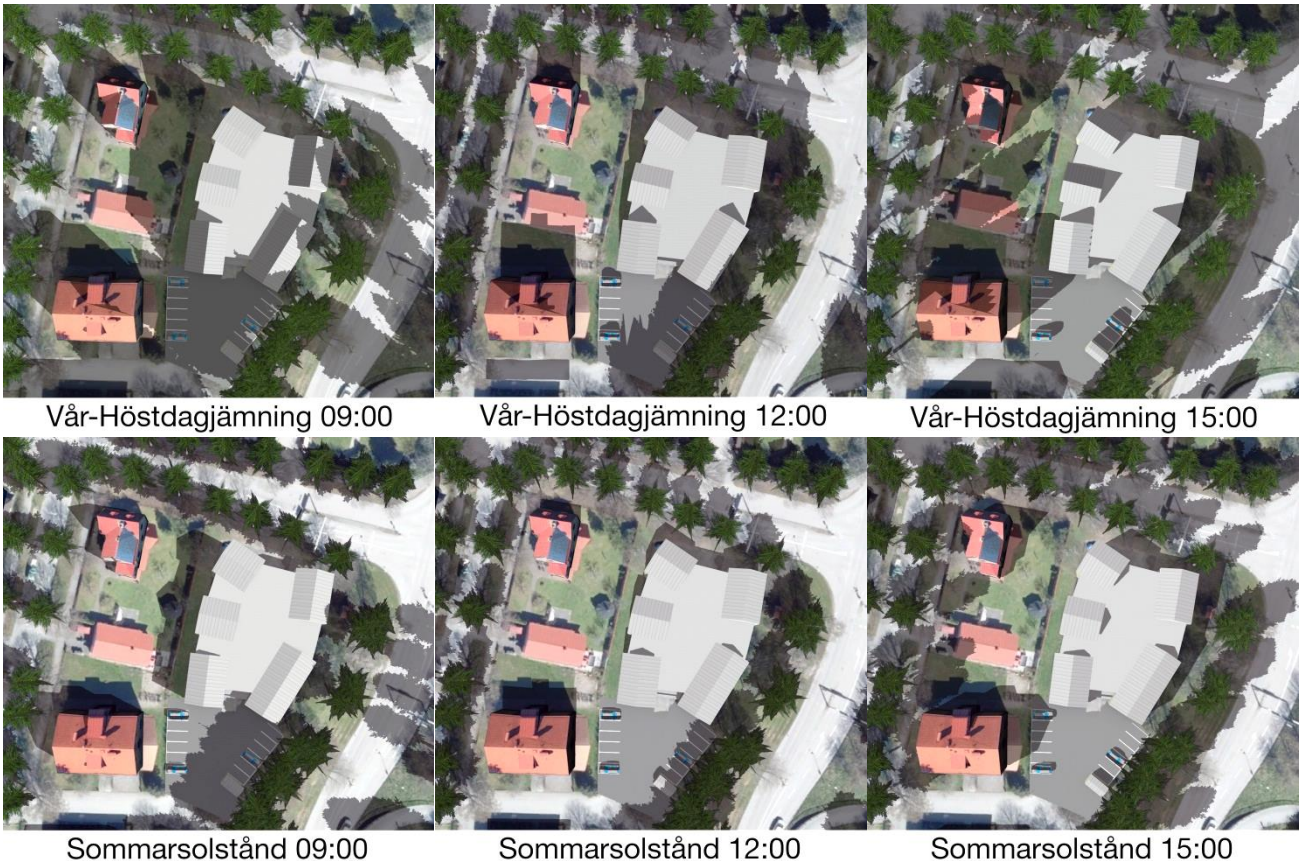 Vår-Höstdagjämning 09:00
Vår-Höstdagjämning 12:00
Vår-Höstdagjämning 15:00
Sommarsolstånd 09:00
Sommarsolstånd 12:00
Sommarsolstånd 15:00